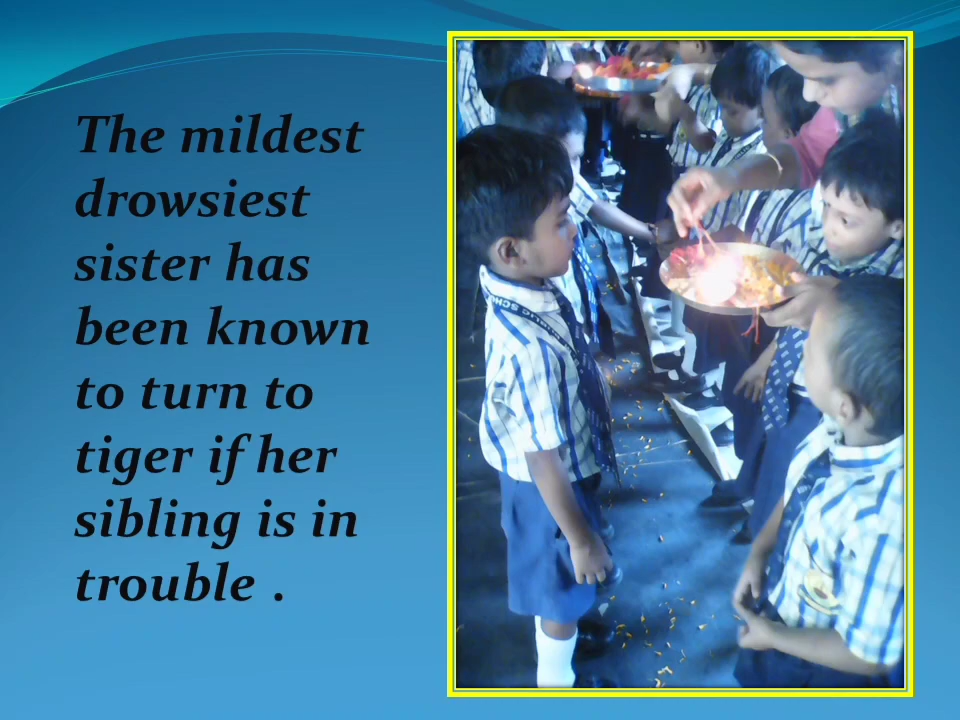 The mildest
drowsiest
sister has
been known
to turn to
tiger if her
sibling is in
trouble .